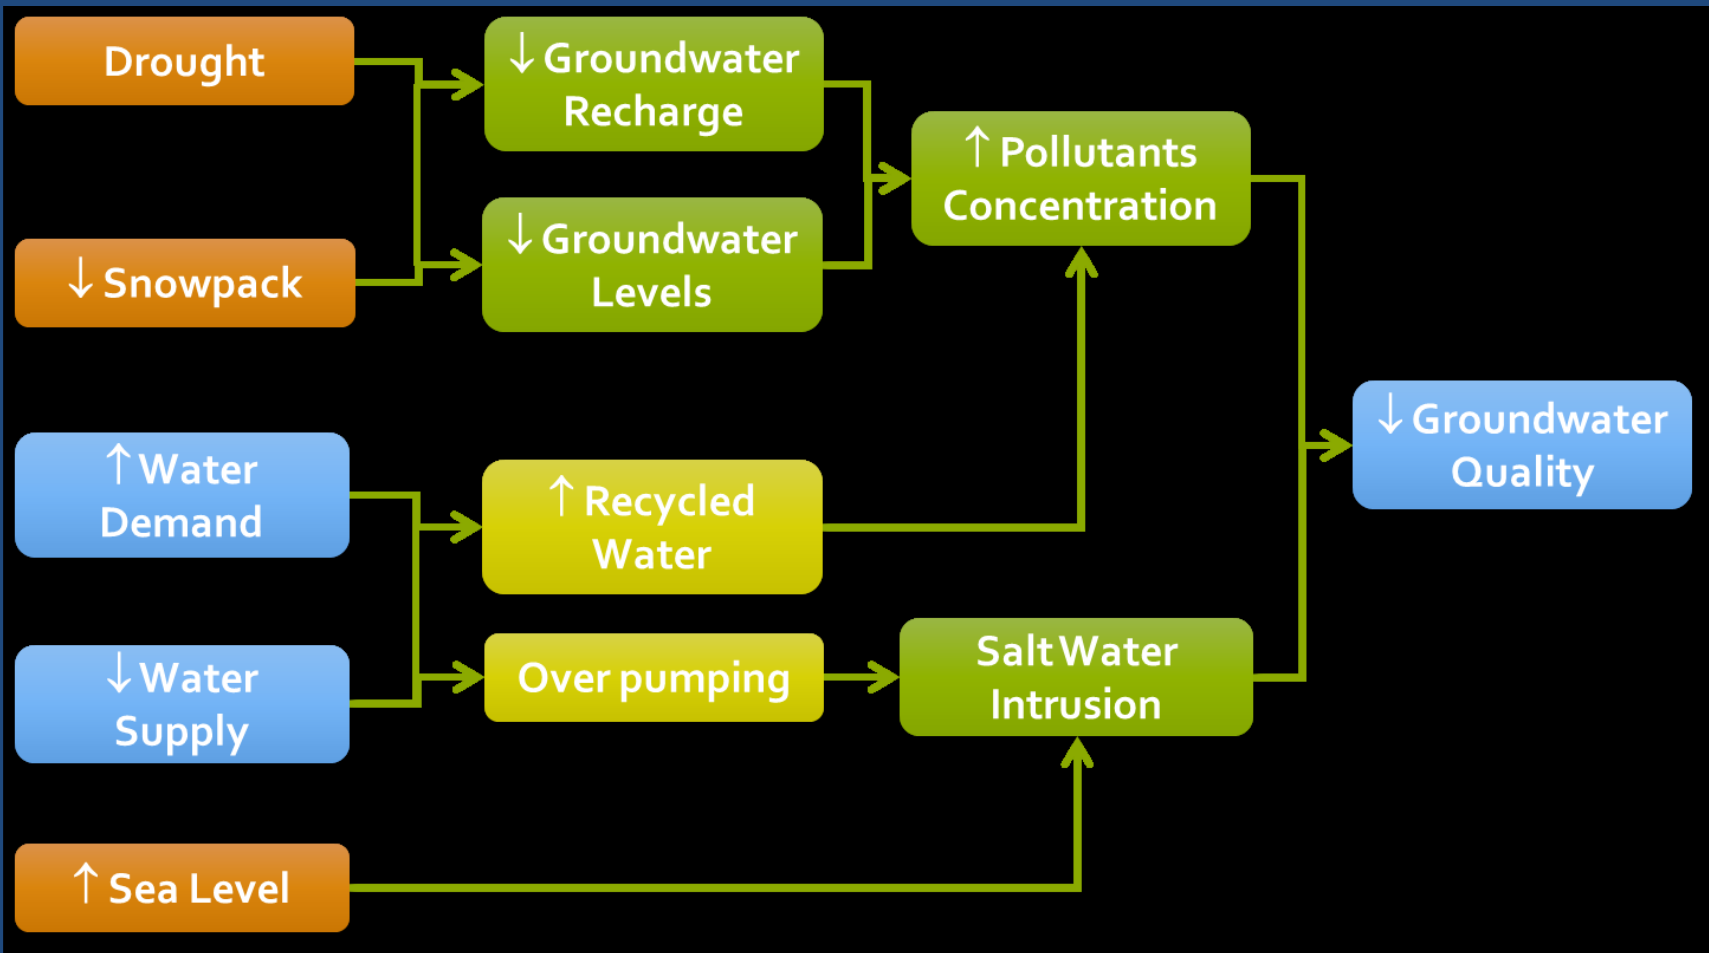 Drought
↓ Groundwater
Recharge
↑ Pollutants
Concentration
↓ Snowpack
↓ Groundwater
Levels
↑ Water
Demand
↑ Recycled
Water
↓ Groundwater
Quality
↓ Water
Supply
Over pumping
Salt Water
Intrusion
↑ Sea Level